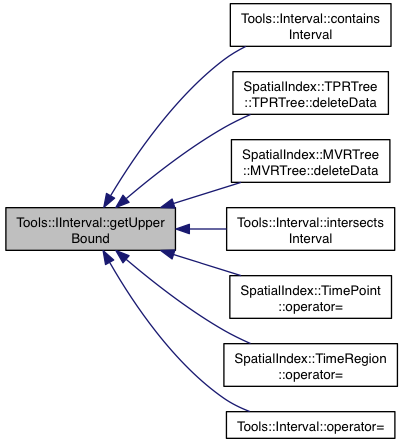 Tools::Interval::contains
Interval
SpatialIndex::TPRTree
::TPRTree::deleteData
SpatialIndex::MVRTree
::MVRTree::deleteData
Tools::IInterval::getUpper
Bound
Tools::Interval::intersects
Interval
SpatialIndex::TimePoint
::operator=
SpatialIndex::TimeRegion
::operator=
Tools::Interval::operator=